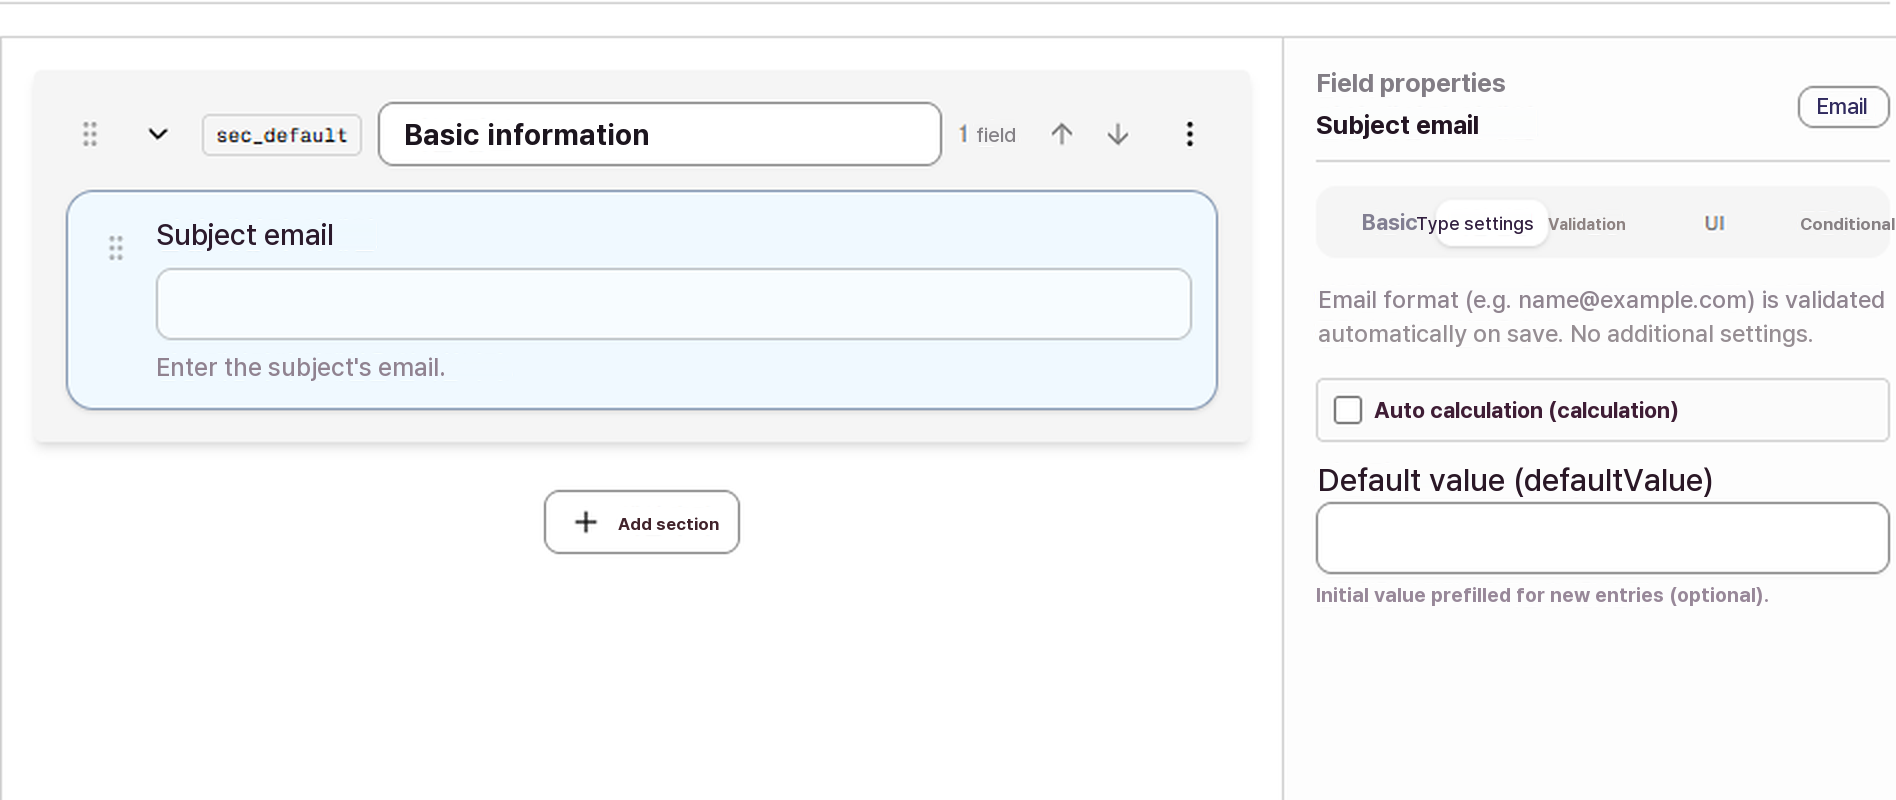 sec_default
Basic information
1 field
Subject email
Enter the subject's email.
Add section
Field properties
Subject email
Email
Basic
Type settings
Validation
UI
Conditional
Email format (e.g. name@example.com) is validated
automatically on save. No additional settings.
Auto calculation (calculation)
Default value (defaultValue)
Initial value prefilled for new entries (optional).